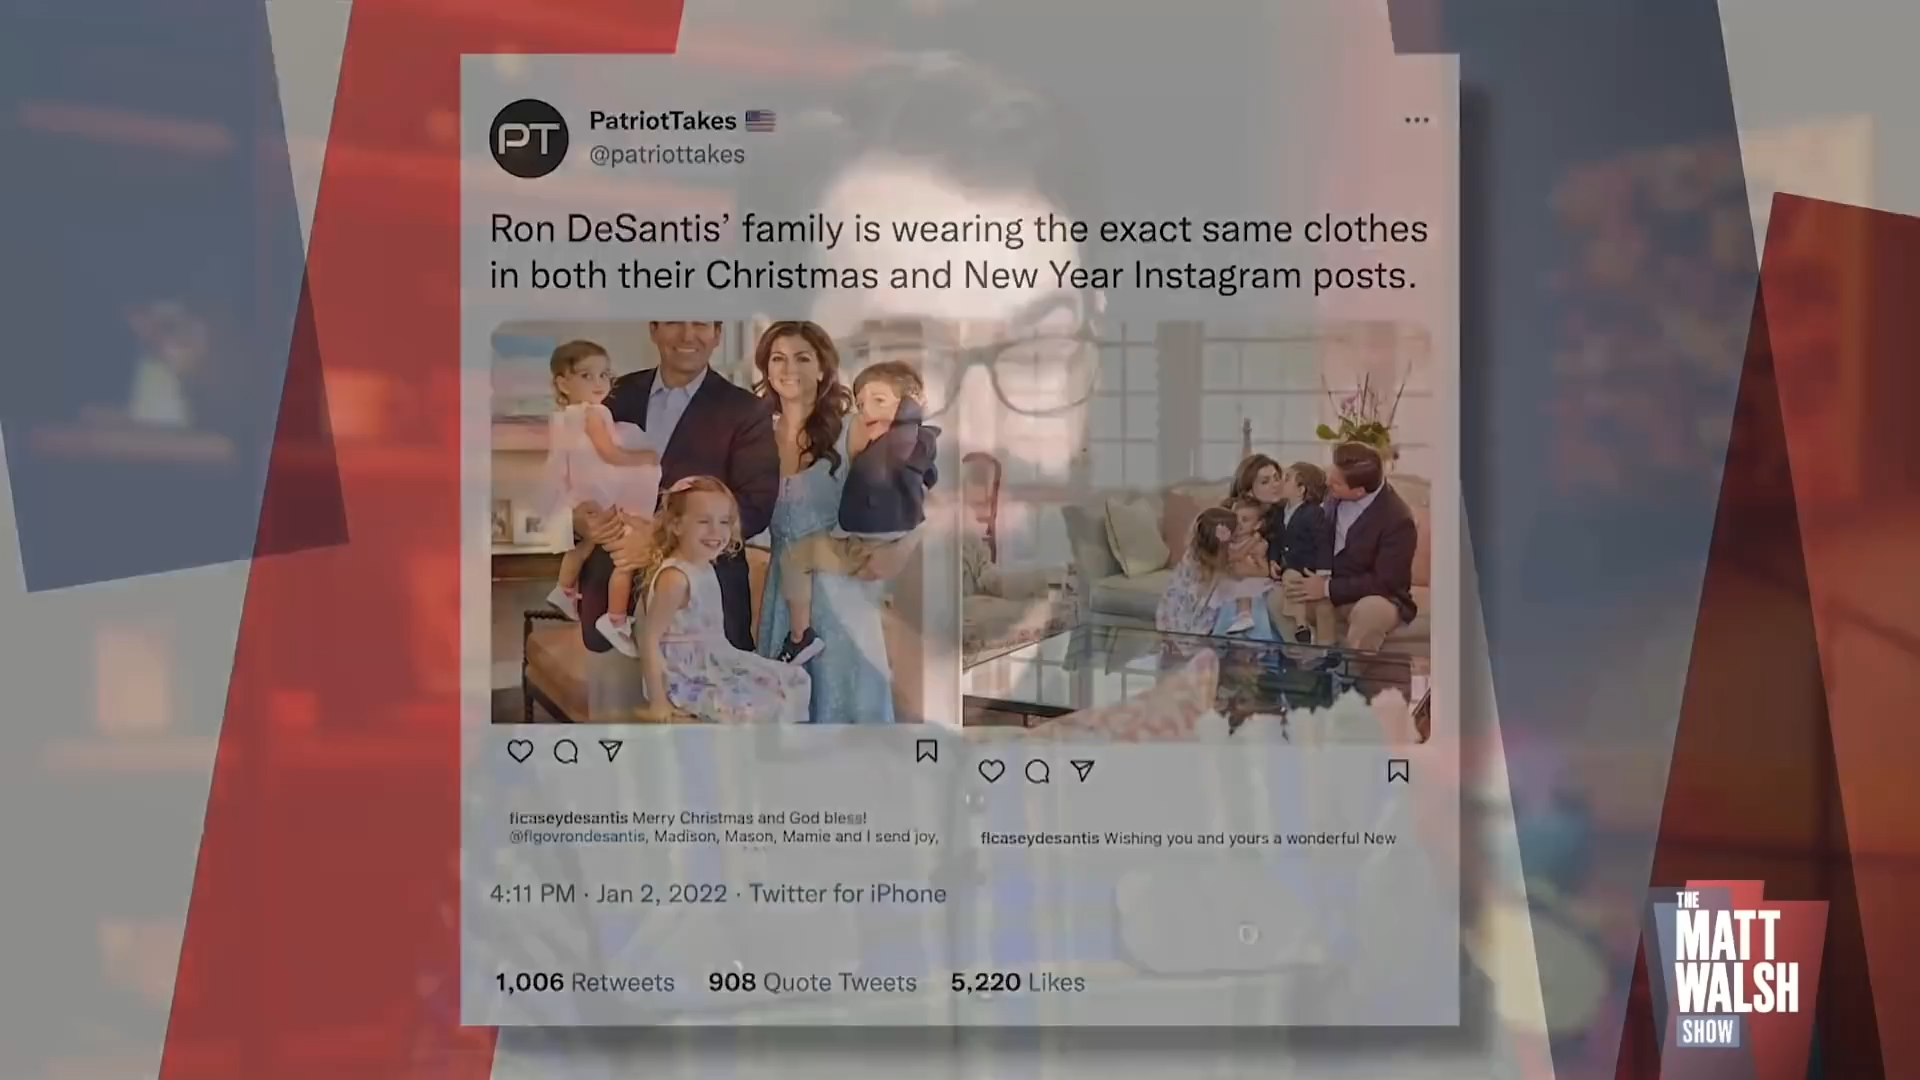 PT
PatriotTakes
@patriottakes
Ron DeSantis’ family is wearing the exact same clothes
in both their Christmas and New Year Instagram posts.
flcaseydesantis Merry Christmas and God bless!
@flgovrondesantis, Madison, Mason, Mamie and I send joy,
flcaseydesantis Wishing you and yours a wonderful New
4:11 PM · Jan 2, 2022 · Twitter for iPhone
1,006 Retweets 908 Quote Tweets 5,220 Likes
THE
MATT
WALSH
SHOW